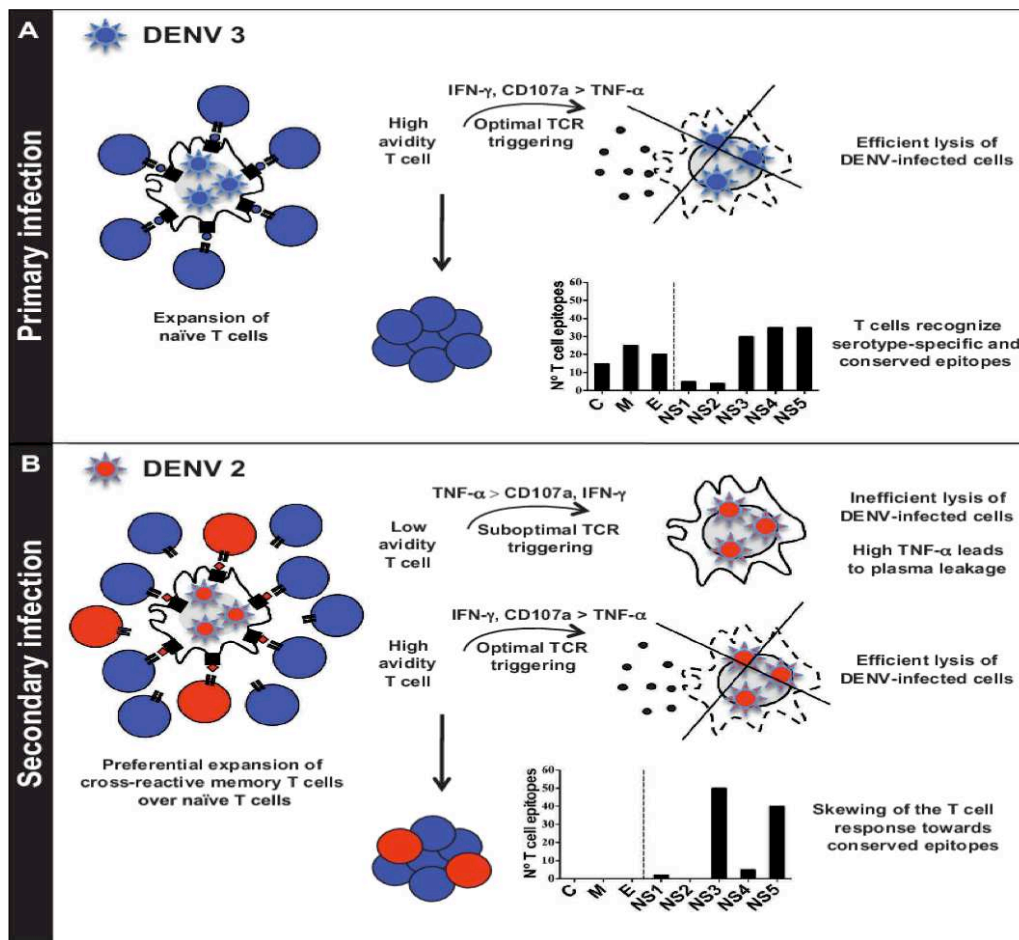 A
Primary infection
DENV 3
Expansion of
naïve T cells
High
avidity
T cell
IFN-γ, CD107a > TNF-α
Optimal TCR
triggering
Efficient lysis of
DENV-infected cells
Nº T cell epitopes
60
50
40
30
20
10
0
C
M
E
NS1
NS2
NS3
NS4
NS5
T cells recognize
serotype-specific and
conserved epitopes
B
Secondary infection
DENV 2
Preferential expansion of
cross-reactive memory T cells
over naïve T cells
Low
avidity
T cell
TNF-α > CD107a, IFN-γ
Suboptimal TCR
triggering
Inefficient lysis of
DENV-infected cells
High TNF-α leads
to plasma leakage
High
avidity
T cell
IFN-γ, CD107a > TNF-α
Optimal TCR
triggering
Efficient lysis of
DENV-infected cells
Nº T cell epitopes
60
50
40
30
20
10
0
C
M
E
NS1
NS2
NS3
NS4
NS5
Skewing of the T cell
response towards
conserved epitopes